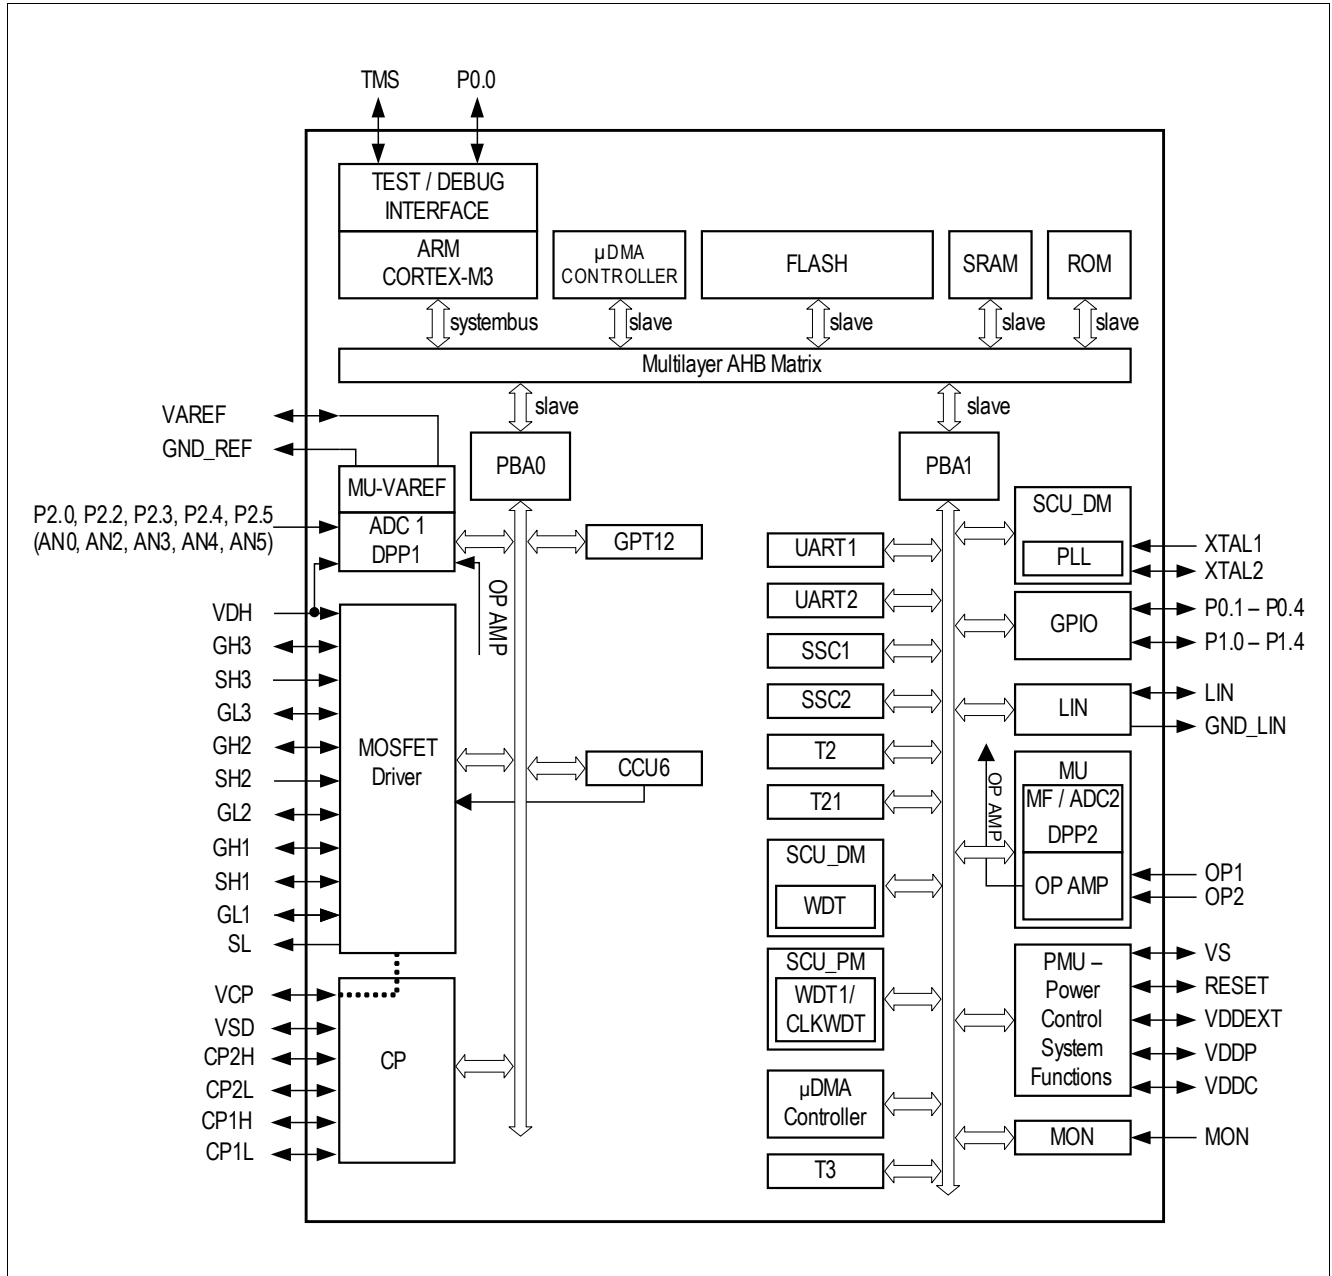 TMS P0.0
TEST / DEBUG
INTERFACE
ARM
CORTEX-M3
µDMA
CONTROLLER
FLASH
SRAM
ROM
systembus
slave
slave
slave
slave
Multilayer AHB Matrix
slave
slave
VAREF
GND_REF
PBA0
PBA1
MU-VAREF
P2.0, P2.2, P2.3, P2.4, P2.5
(AN0, AN2, AN3, AN4, AN5)
ADC 1
DPP1
GPT12
OP AMP
VDH
GH3
SH3
GL3
GH2
SH2
GL2
GH1
SH1
GL1
SL
MOSFET
Driver
CCU6
VCP
VSD
CP2H
CP2L
CP1H
CP1L
CP
UART1
UART2
SSC1
SSC2
T2
T21
SCU_DM
WDT
SCU_PM
WDT1/
CLKWDT
µDMA
Controller
T3
SCU_DM
PLL
XTAL1
XTAL2
GPIO
P0.1 – P0.4
P1.0 – P1.4
LIN
LIN
GND_LIN
OP AMP
MU
MF / ADC2
DPP2
OP AMP
OP1
OP2
PMU –
Power
Control
System
Functions
VS
RESET
VDDEXT
VDDP
VDDC
MON
MON